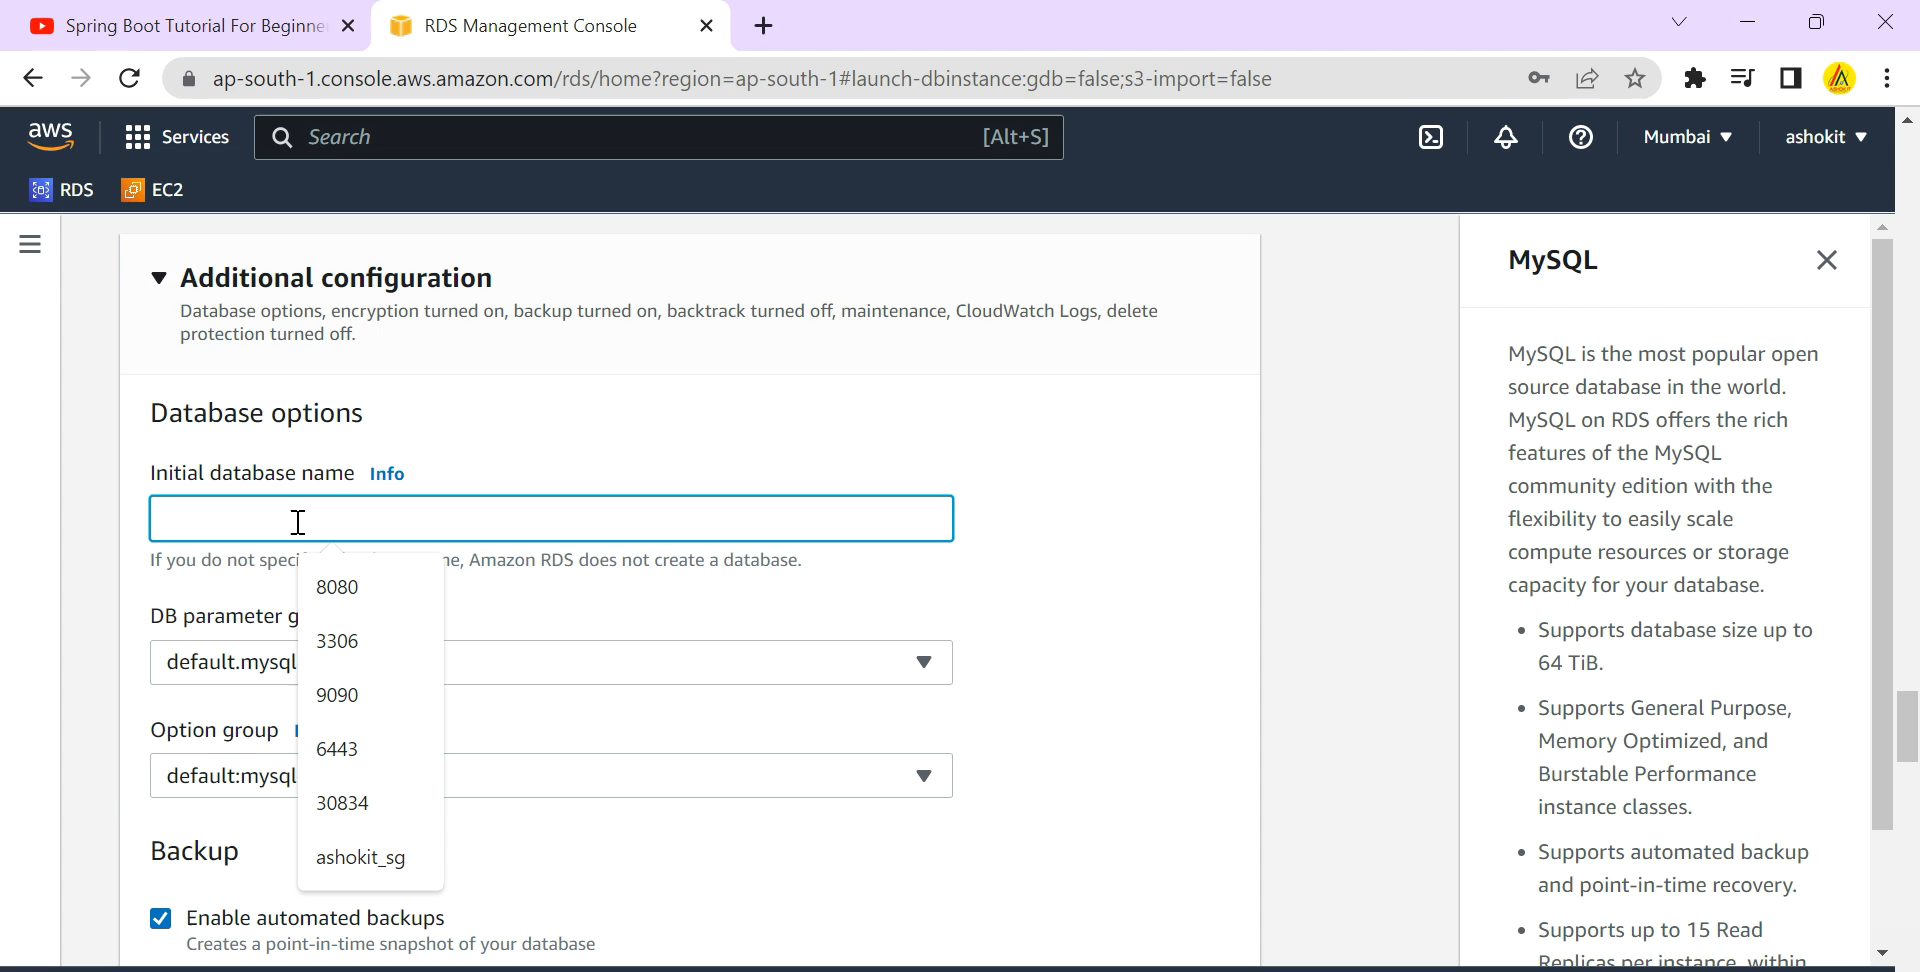 Spring Boot Tutorial For Beginne
RDS Management Console
ap-south-1.console.aws.amazon.com/rds/home?region=ap-south-1#launch-dbinstance:gdb=false;s3-import=false
aws
Services
Search
[Alt+S]
Mumbai
ashokit
RDS
EC2
Additional configuration
Database options, encryption turned on, backup turned on, backtrack turned off, maintenance, CloudWatch Logs, delete
protection turned off.
Database options
Initial database name Info
If you do not speci
e, Amazon RDS does not create a database.
8080
DB parameter g
3306
default.mysql
9090
Option group
6443
default:mysql
30834
Backup
ashokit_sg
Enable automated backups
Creates a point-in-time snapshot of your database
MySQL
MySQL is the most popular open
source database in the world.
MySQL on RDS offers the rich
features of the MySQL
community edition with the
flexibility to easily scale
compute resources or storage
capacity for your database.
• Supports database size up to
64 TiB.
• Supports General Purpose,
Memory Optimized, and
Burstable Performance
instance classes.
• Supports automated backup
and point-in-time recovery.
• Supports up to 15 Read
Replicas per instance, within